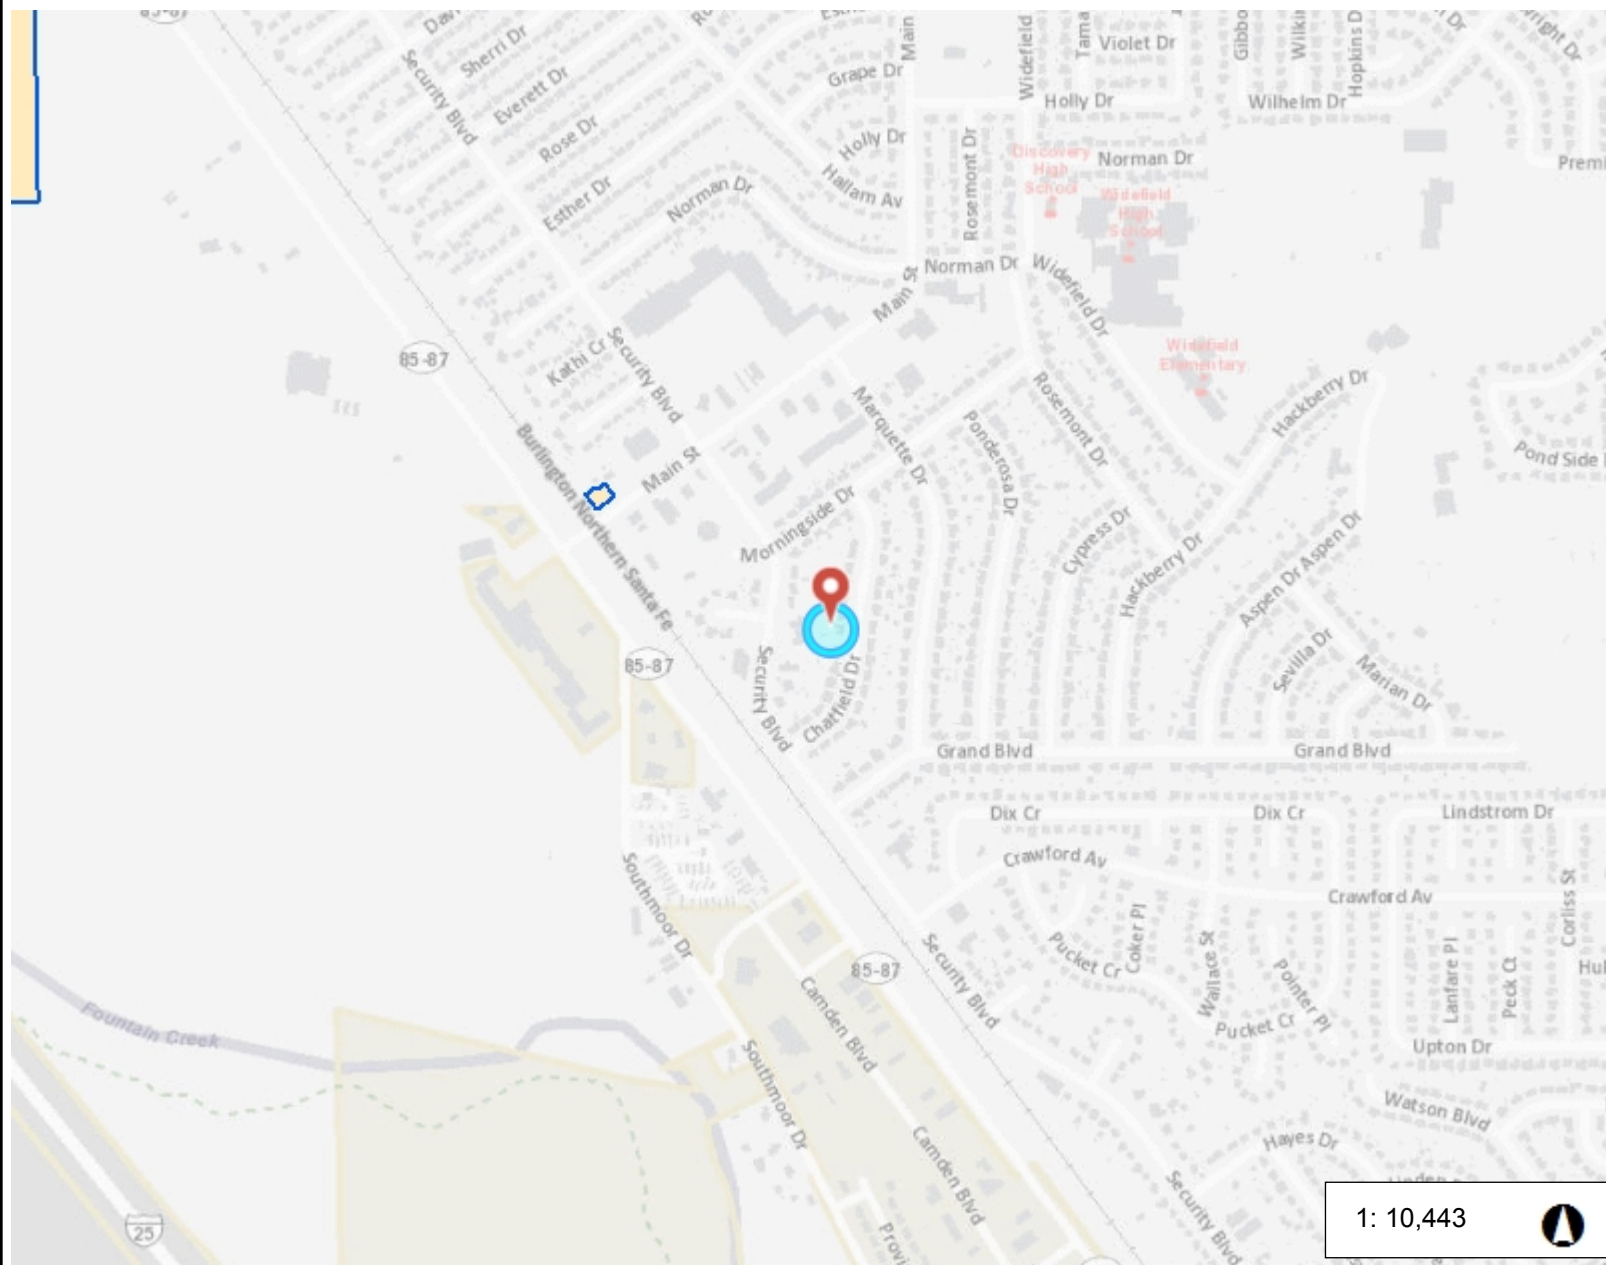 85-87
Sherri Dr
Security Blvd
Everett Dr
Rose Dr
Esther Dr
Norman Dr
Grape Dr
Main
Widefield
Violet Dr
Holly Dr
Wilhelm Dr
Hopkins D
Holly Dr
Hallam Av
Rosemont Dr
Discovery
High
School
Norman Dr
Widefield
High
School
Norman Dr
Widefield Dr
Main St
85-87
Kathi Cr
Security Blvd
Widefield
Elementary
Marquette Dr
Rosemont Dr
Ponderosa Dr
Hackberry Dr
Pond Side
Burlington Northern Santa Fe
Main St
Morningside Dr
Cypress Dr
Hackberry Dr
Aspen Dr
Aspen Dr
Sevilla Dr
Marian Dr
85-87
Security Blvd
Chatfield Dr
Grand Blvd
Grand Blvd
Dix Cr
Dix Cr
Lindstrom Dr
Crawford Av
Crawford Av
Southmoor Dr
Corliss St
Coker Pl
Pucket Cr
Wallace St
Pointer Pl
Lanfare Pl
Peck Ct
85-87
Security Blvd
Camden Blvd
Pucket Cr
Upton Dr
Fountain Creek
Southmoor Dr
Watson Blvd
Hayes Dr
Camden Blvd
Security Blvd
25
1: 10,443